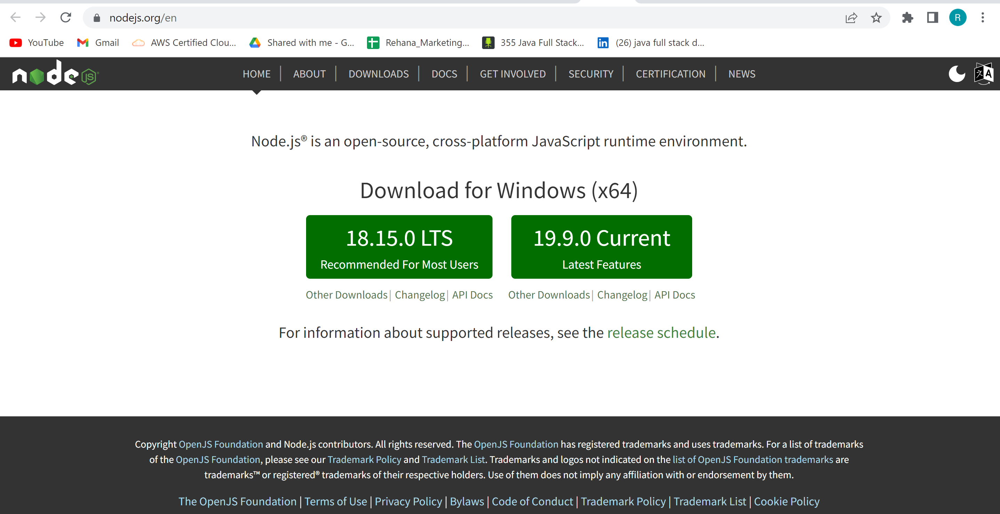 nodejs.org/en
R
YouTube Gmail AWS Certified Clou... Shared with me - G... Rehana_Marketing... 355 Java Full Stack... in (26) java full stack d...
node JS HOME ABOUT DOWNLOADS DOCS GET INVOLVED SECURITY CERTIFICATION NEWS 文A
Node.js® is an open-source, cross-platform JavaScript runtime environment.
Download for Windows (x64)
18.15.0 LTS 19.9.0 Current
Recommended For Most Users Latest Features
Other Downloads | Changelog | API Docs Other Downloads | Changelog | API Docs
For information about supported releases, see the release schedule.
Copyright OpenJS Foundation and Node.js contributors. All rights reserved. The OpenJS Foundation has registered trademarks and uses trademarks. For a list of trademarks
of the OpenJS Foundation, please see our Trademark Policy and Trademark List. Trademarks and logos not indicated on the list of OpenJS Foundation trademarks are
trademarks™ or registered® trademarks of their respective holders. Use of them does not imply any affiliation with or endorsement by them.
The OpenJS Foundation | Terms of Use | Privacy Policy | Bylaws | Code of Conduct | Trademark Policy | Trademark List | Cookie Policy